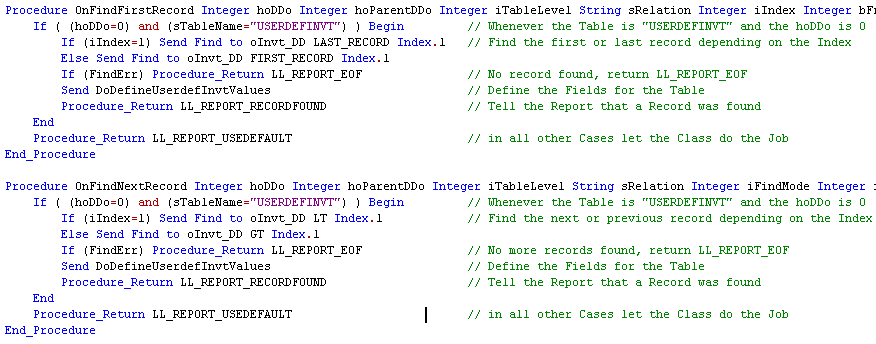 Procedure OnFindFirstRecord Integer hoDDo Integer hoParentDDo Integer iTableLevel String sRelation Integer iIndex Integer bFr
If ( (hoDDo=0) and (sTableName="USERDEFINVT") ) Begin // Whenever the Table is "USERDEFINVT" and the hoDDo is 0
If (iIndex=1) Send Find to oInvt_DD LAST_RECORD Index.1 // Find the first or last record depending on the Index
Else Send Find to oInvt_DD FIRST_RECORD Index.1
If (FindErr) Procedure_Return LL_REPORT_EOF // No record found, return LL_REPORT_EOF
Send DoDefineUserdefInvtValues // Define the Fields for the Table
Procedure_Return LL_REPORT_RECORDFOUND // Tell the Report that a Record was found
End
Procedure_Return LL_REPORT_USEDEFAULT // in all other Cases let the Class do the Job
End_Procedure
Procedure OnFindNextRecord Integer hoDDo Integer hoParentDDo Integer iTableLevel String sRelation Integer iFindMode Integer i
If ( (hoDDo=0) and (sTableName="USERDEFINVT") ) Begin // Whenever the Table is "USERDEFINVT" and the hoDDo is 0
If (iIndex=1) Send Find to oInvt_DD LT Index.1 // Find the next or previous record depending on the Index
Else Send Find to oInvt_DD GT Index.1
If (FindErr) Procedure_Return LL_REPORT_EOF // No more records found, return LL_REPORT_EOF
Send DoDefineUserdefInvtValues // Define the Fields for the Table
Procedure_Return LL_REPORT_RECORDFOUND // Tell the Report that a Record was found
End
Procedure_Return LL_REPORT_USEDEFAULT // in all other Cases let the Class do the Job
End_Procedure